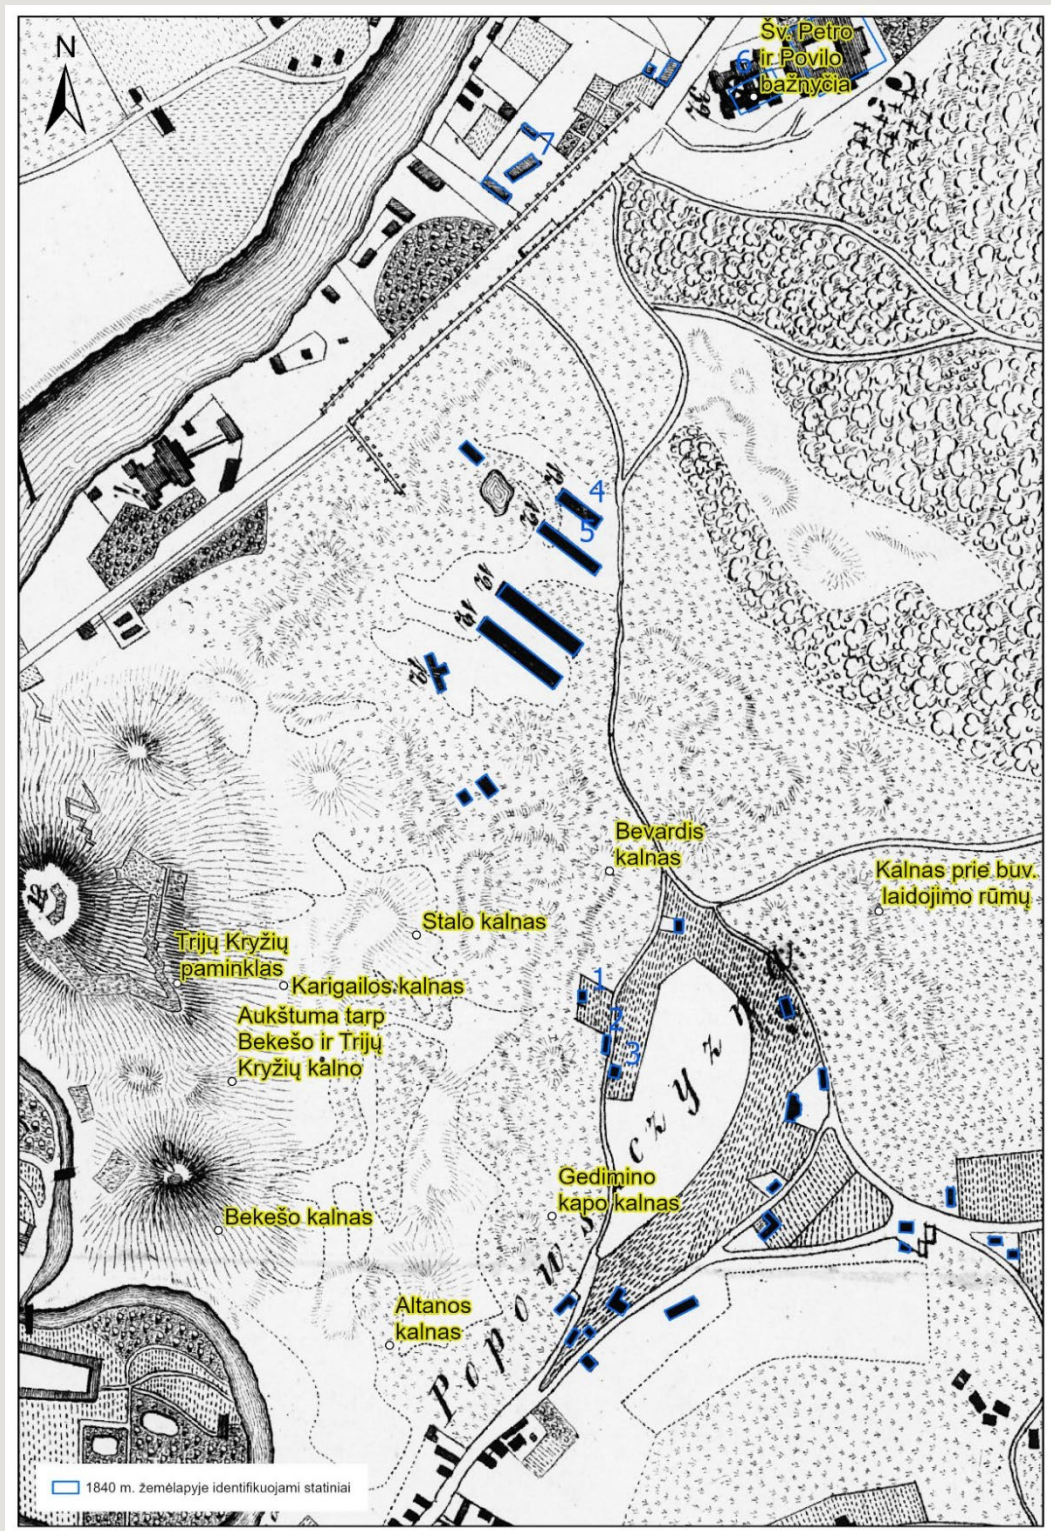 N
Šv. Petro
ir Povilo
bažnyčia
6
7
4
5
Bevardis
kalnas
Kalnas prie buv.
laidojimo rūmų
Stalo kalnas
Trijų Kryžių
paminklas
Karigailos kalnas
Aukštuma tarp
Bekešo ir Trijų
Kryžių kalno
1
2
3
Gedimino
kapo kalnas
Bekešo kalnas
Altanos
kalnas
Popowszczyzna
1840 m. žemėlapyje identifikuojami statiniai